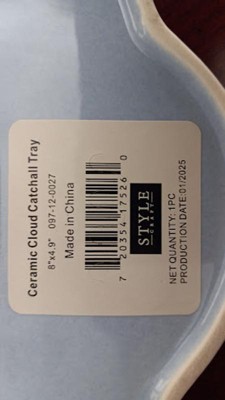 Ceramic Cloud Catchall Tray
8"x4.9" 097-12-0027
Made in China
7 20354 17526 0
STYLE
CRAFT
NET QUANTITY: 1PC
PRODUCTION DATE:01/2025